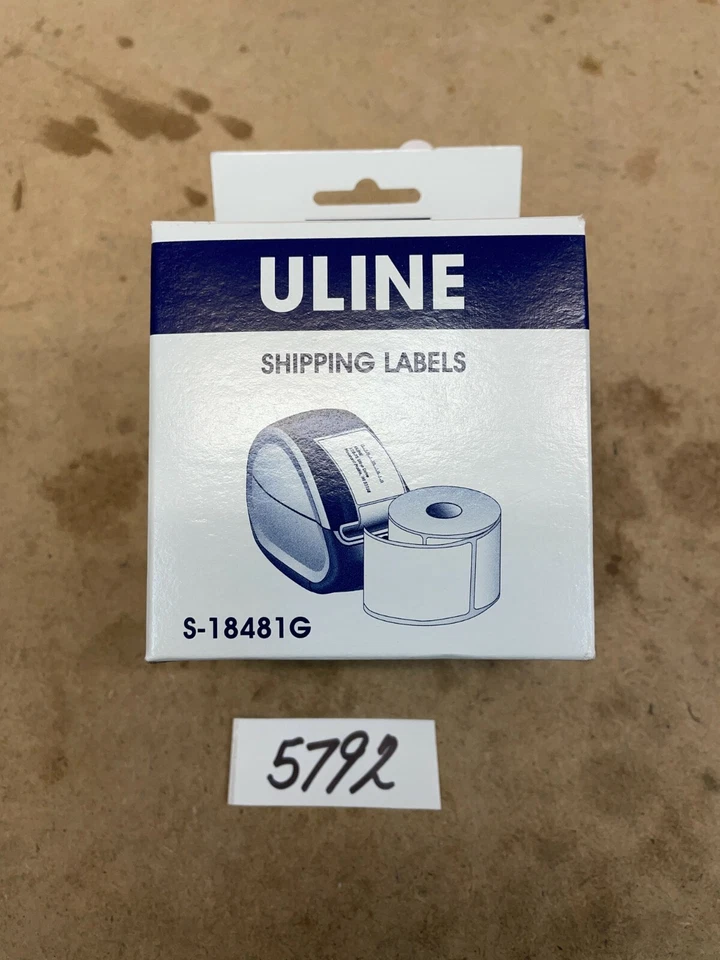 ULINE
SHIPPING LABELS
S-18481G
5792